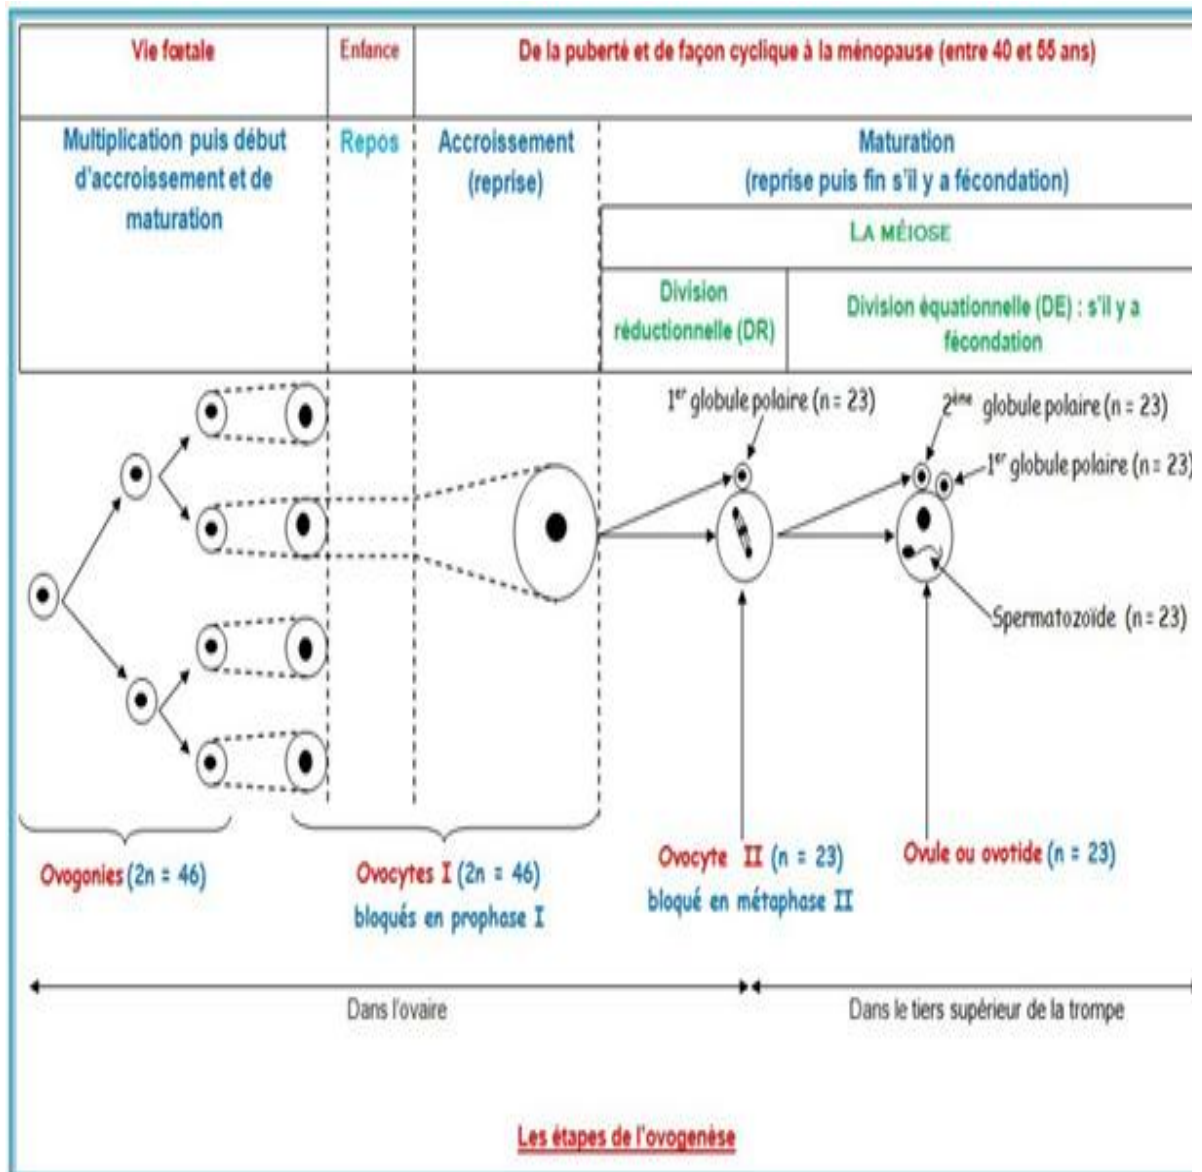 Vie fœtale
Enfance
De la puberté et de façon cyclique à la ménopause (entre 40 et 55 ans)
Multiplication puis début
d'accroissement et de
maturation
Repos
Accroissement
(reprise)
Maturation
(reprise puis fin s'il y a fécondation)
LA MÉIOSE
Division
réductionnelle (DR)
Division équationnelle (DE) : s'il y a
fécondation
1er globule polaire (n = 23)
2ème globule polaire (n = 23)
1er globule polaire (n = 23)
Spermatozoïde (n = 23)
Ovogonies (2n = 46)
Ovocytes I (2n = 46)
bloqués en prophase I
Ovocyte II (n = 23)
bloqué en métaphase II
Ovule ou ovotide (n = 23)
Dans l'ovaire
Dans le tiers supérieur de la trompe
Les étapes de l'ovogenèse